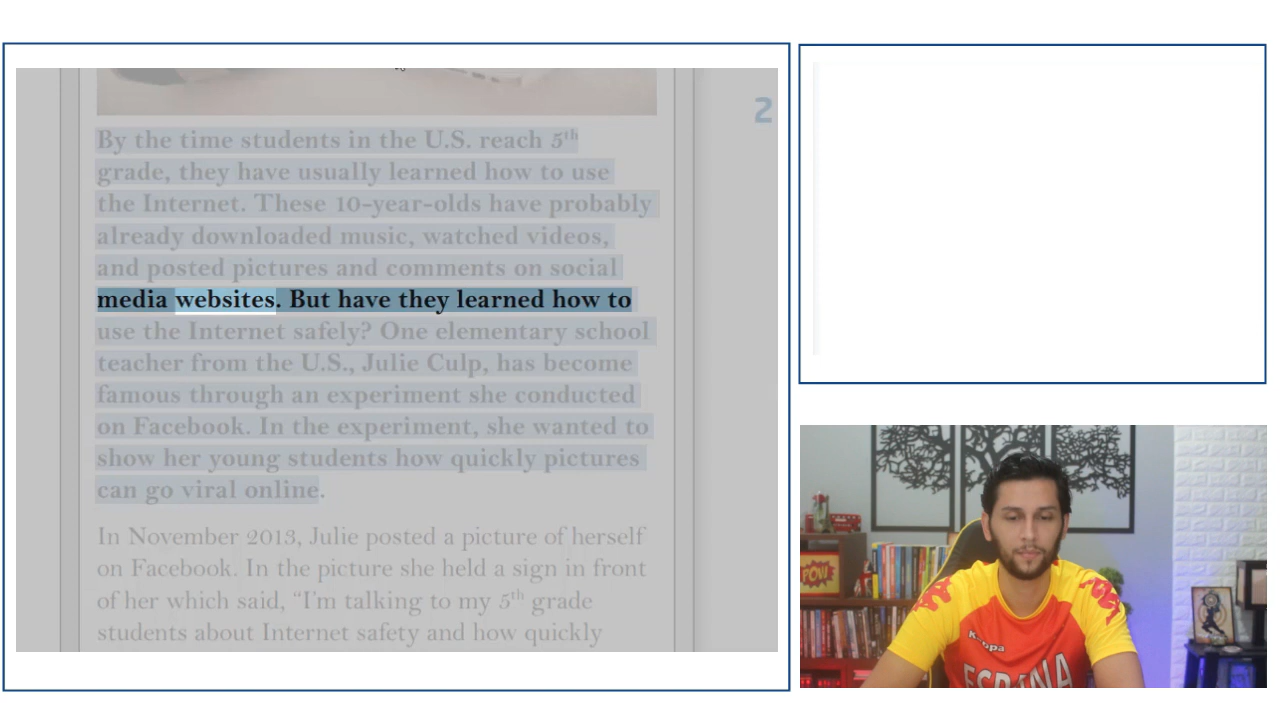 2
By the time students in the U.S. reach 5th
grade, they have usually learned how to use
the Internet. These 10-year-olds have probably
already downloaded music, watched videos,
and posted pictures and comments on social
media websites. But have they learned how to
use the Internet safely? One elementary school
teacher from the U.S., Julie Culp, has become
famous through an experiment she conducted
on Facebook. In the experiment, she wanted to
show her young students how quickly pictures
can go viral online.
In November 2013, Julie posted a picture of herself
on Facebook. In the picture she held a sign in front
of her which said, “I'm talking to my 5th grade
students about Internet safety and how quickly
POW!
Kappa
ESPANA